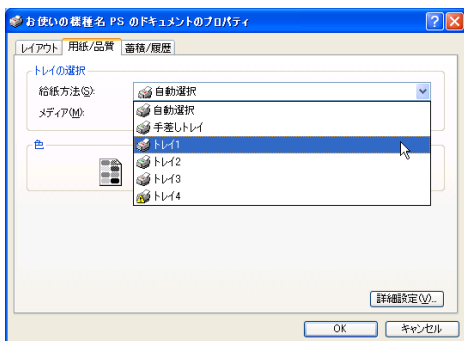 お使いの機種名 PS のドキュメントのプロパティ
レイアウト 用紙/品質 蓄積/履歴
トレイの選択
給紙方法(S): 自動選択
メディア(M):
自動選択
手差しトレイ
トレイ1
トレイ2
トレイ3
トレイ4
色
詳細設定(V)...
OK キャンセル